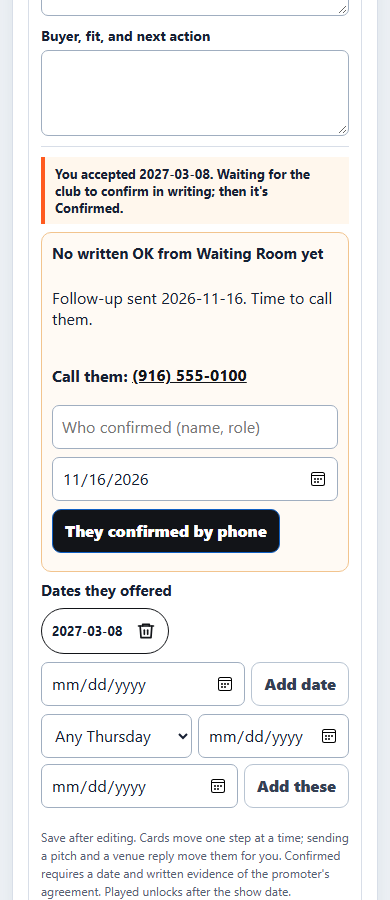 Buyer, fit, and next action
You accepted 2027-03-08. Waiting for the
club to confirm in writing; then it's
Confirmed.
No written OK from Waiting Room yet
Follow-up sent 2026-11-16. Time to call
them.
Call them: (916) 555-0100
Who confirmed (name, role)
11/16/2026
They confirmed by phone
Dates they offered
2027-03-08
mm/dd/yyyy Add date
Any Thursday mm/dd/yyyy
mm/dd/yyyy Add these
Save after editing. Cards move one step at a time; sending
a pitch and a venue reply move them for you. Confirmed
requires a date and written evidence of the promoter's
agreement. Played unlocks after the show date.